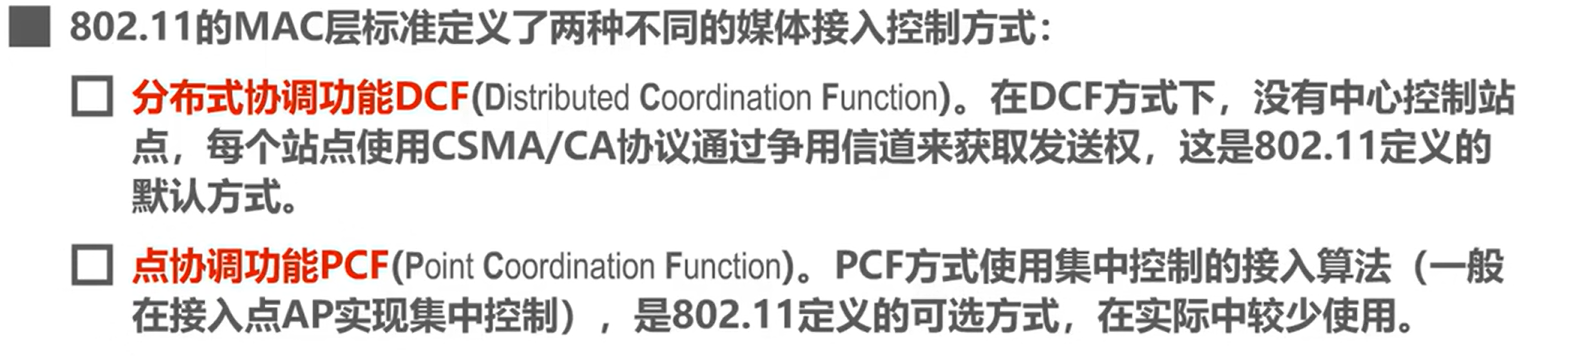 802.11的MAC层标准定义了两种不同的媒体接入控制方式：
分布式协调功能DCF(Distributed Coordination Function)。在DCF方式下，没有中心控制站
点，每个站点使用CSMA/CA协议通过争用信道来获取发送权，这是802.11定义的
默认方式。
点协调功能PCF(Point Coordination Function)。PCF方式使用集中控制的接入算法（一般
在接入点AP实现集中控制），是802.11定义的可选方式，在实际中较少使用。